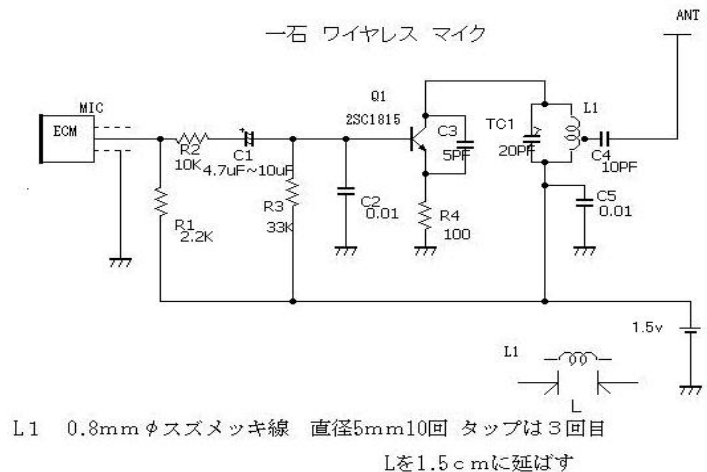 一石 ワイヤレス マイク
ANT
MIC
ECM
Q1
2SC1815
L1
C3
5PF
TC1
20PF
C4
10PF
R2
10K
C1
4.7uF~10uF
R1
2.2K
R3
33K
C2
0.01
R4
100
C5
0.01
1.5v
L1
L
L1 0.8mmφスズメッキ線 直径5mm10回 タップは3回目
Lを1.5cmに延ばす